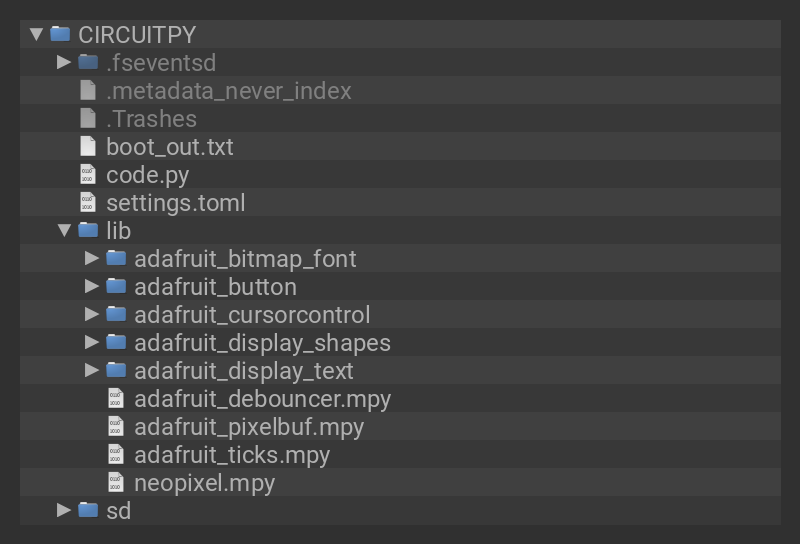 CIRCUITPY
.fseventsd
.metadata_never_index
.Trashes
boot_out.txt
code.py
settings.toml
lib
adafruit_bitmap_font
adafruit_button
adafruit_cursorcontrol
adafruit_display_shapes
adafruit_display_text
adafruit_debouncer.mpy
adafruit_pixelbuf.mpy
adafruit_ticks.mpy
neopixel.mpy
sd